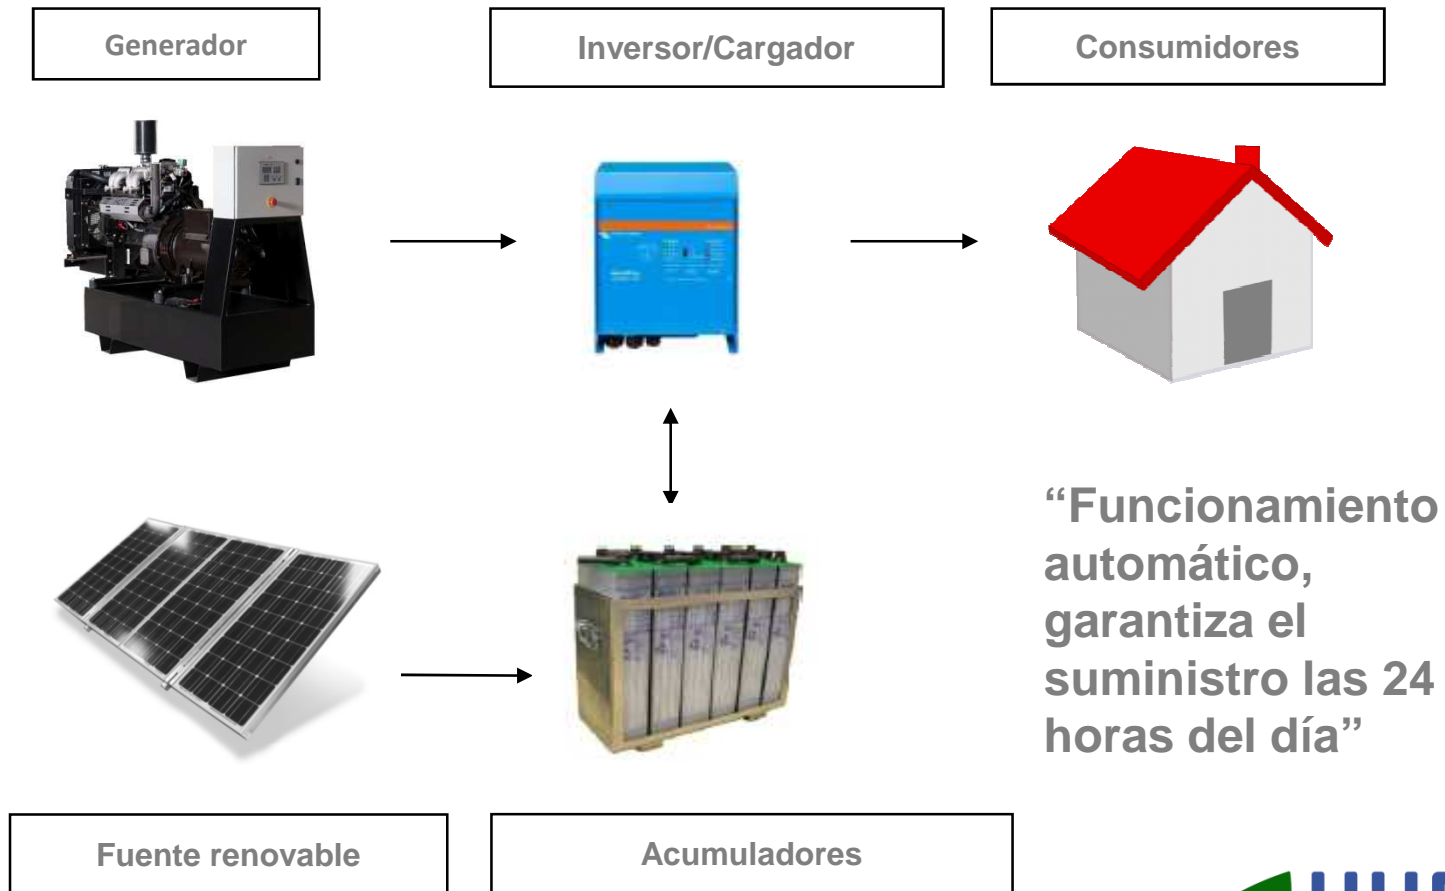 Generador
Inversor/Cargador
Consumidores
“Funcionamiento
automático,
garantiza el
suministro las 24
horas del día”
Fuente renovable
Acumuladores